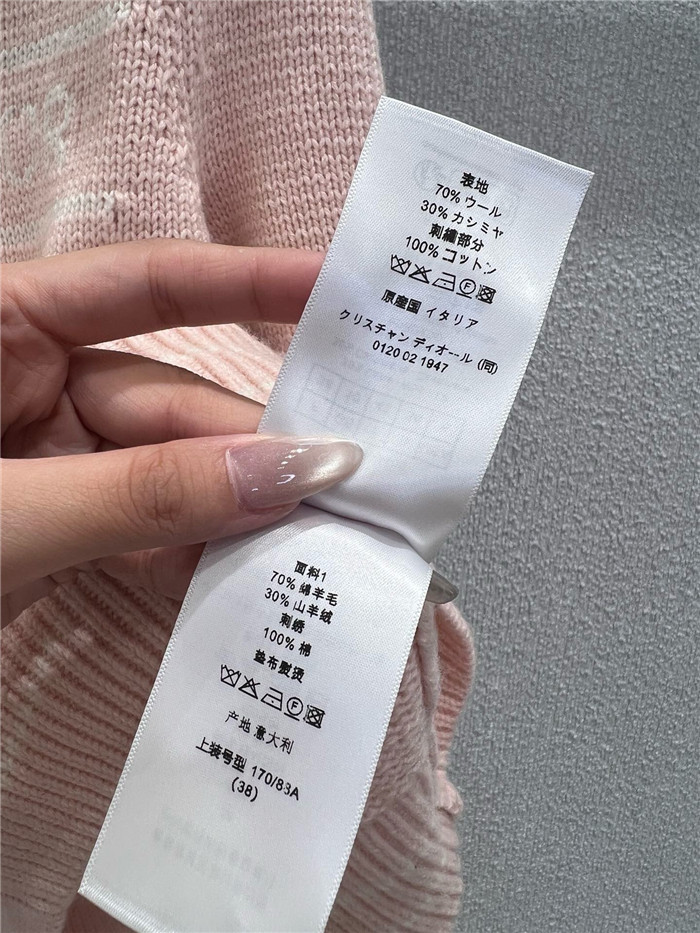 表地
70% ウール
30% カシミヤ
刺繍部分
100% コットン
F
原産国 イタリア
クリスチャン ディオール (同)
0120 02 1947
面料1
70% 绵羊毛
30% 山羊绒
刺绣
100% 棉
垫布熨烫
F
产地 意大利
上装号型 170/88A
(38)